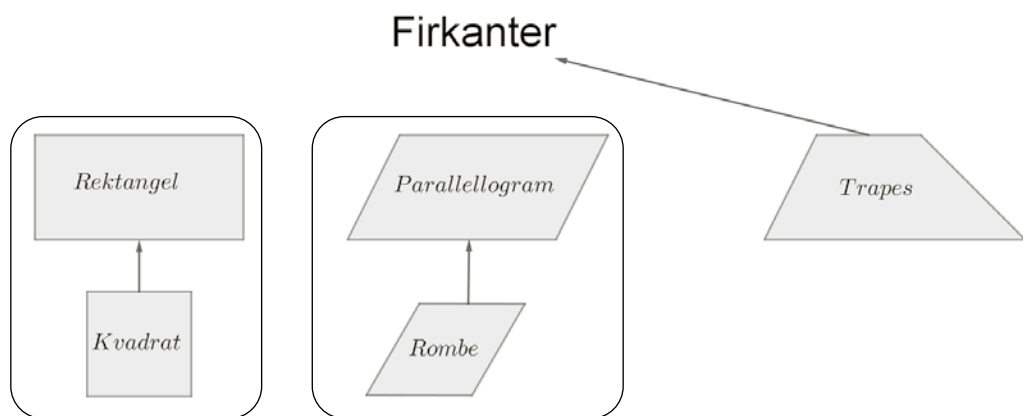 Firkanter
Rektangel
Parallellogram
Trapes
Kvadrat
Rombe